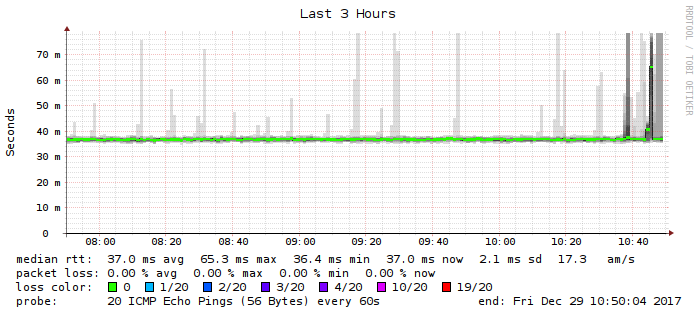 Last 3 Hours
RRDTOOL / TOBI OETIKER
Seconds
70 m
60 m
50 m
40 m
30 m
20 m
10 m
0
08:00 08:20 08:40 09:00 09:20 09:40 10:00 10:20 10:40
median rtt: 37.0 ms avg 65.3 ms max 36.4 ms min 37.0 ms now 2.1 ms sd 17.3 am/s
packet loss: 0.00 % avg 0.00 % max 0.00 % min 0.00 % now
loss color: 0 1/20 2/20 3/20 4/20 10/20 19/20
probe: 20 ICMP Echo Pings (56 Bytes) every 60s end: Fri Dec 29 10:50:04 2017